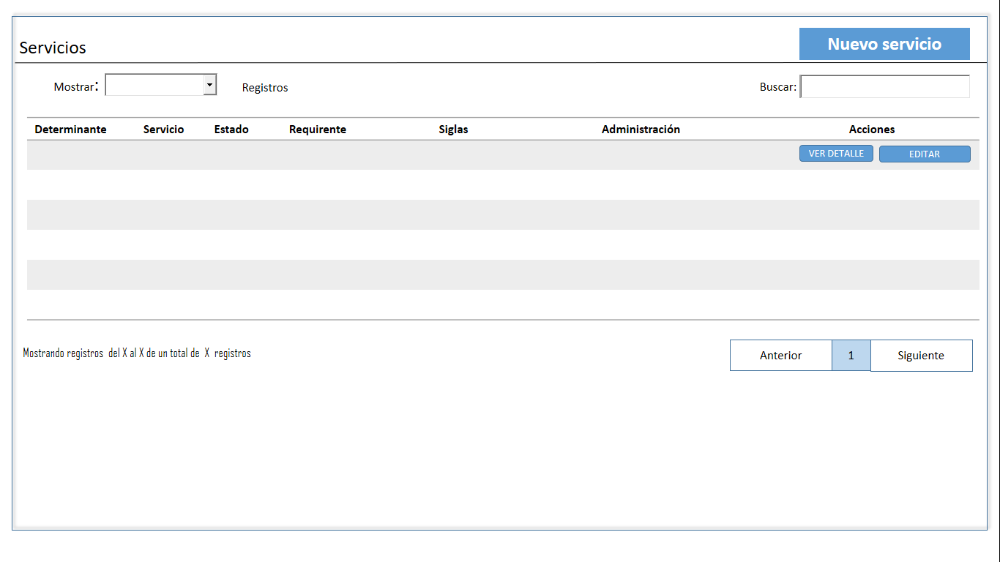 Servicios
Nuevo servicio
Mostrar: Registros Buscar:
Determinante Servicio Estado Requirente Siglas Administración Acciones
VER DETALLE EDITAR
Mostrando registros del X al X de un total de X registros
Anterior 1 Siguiente